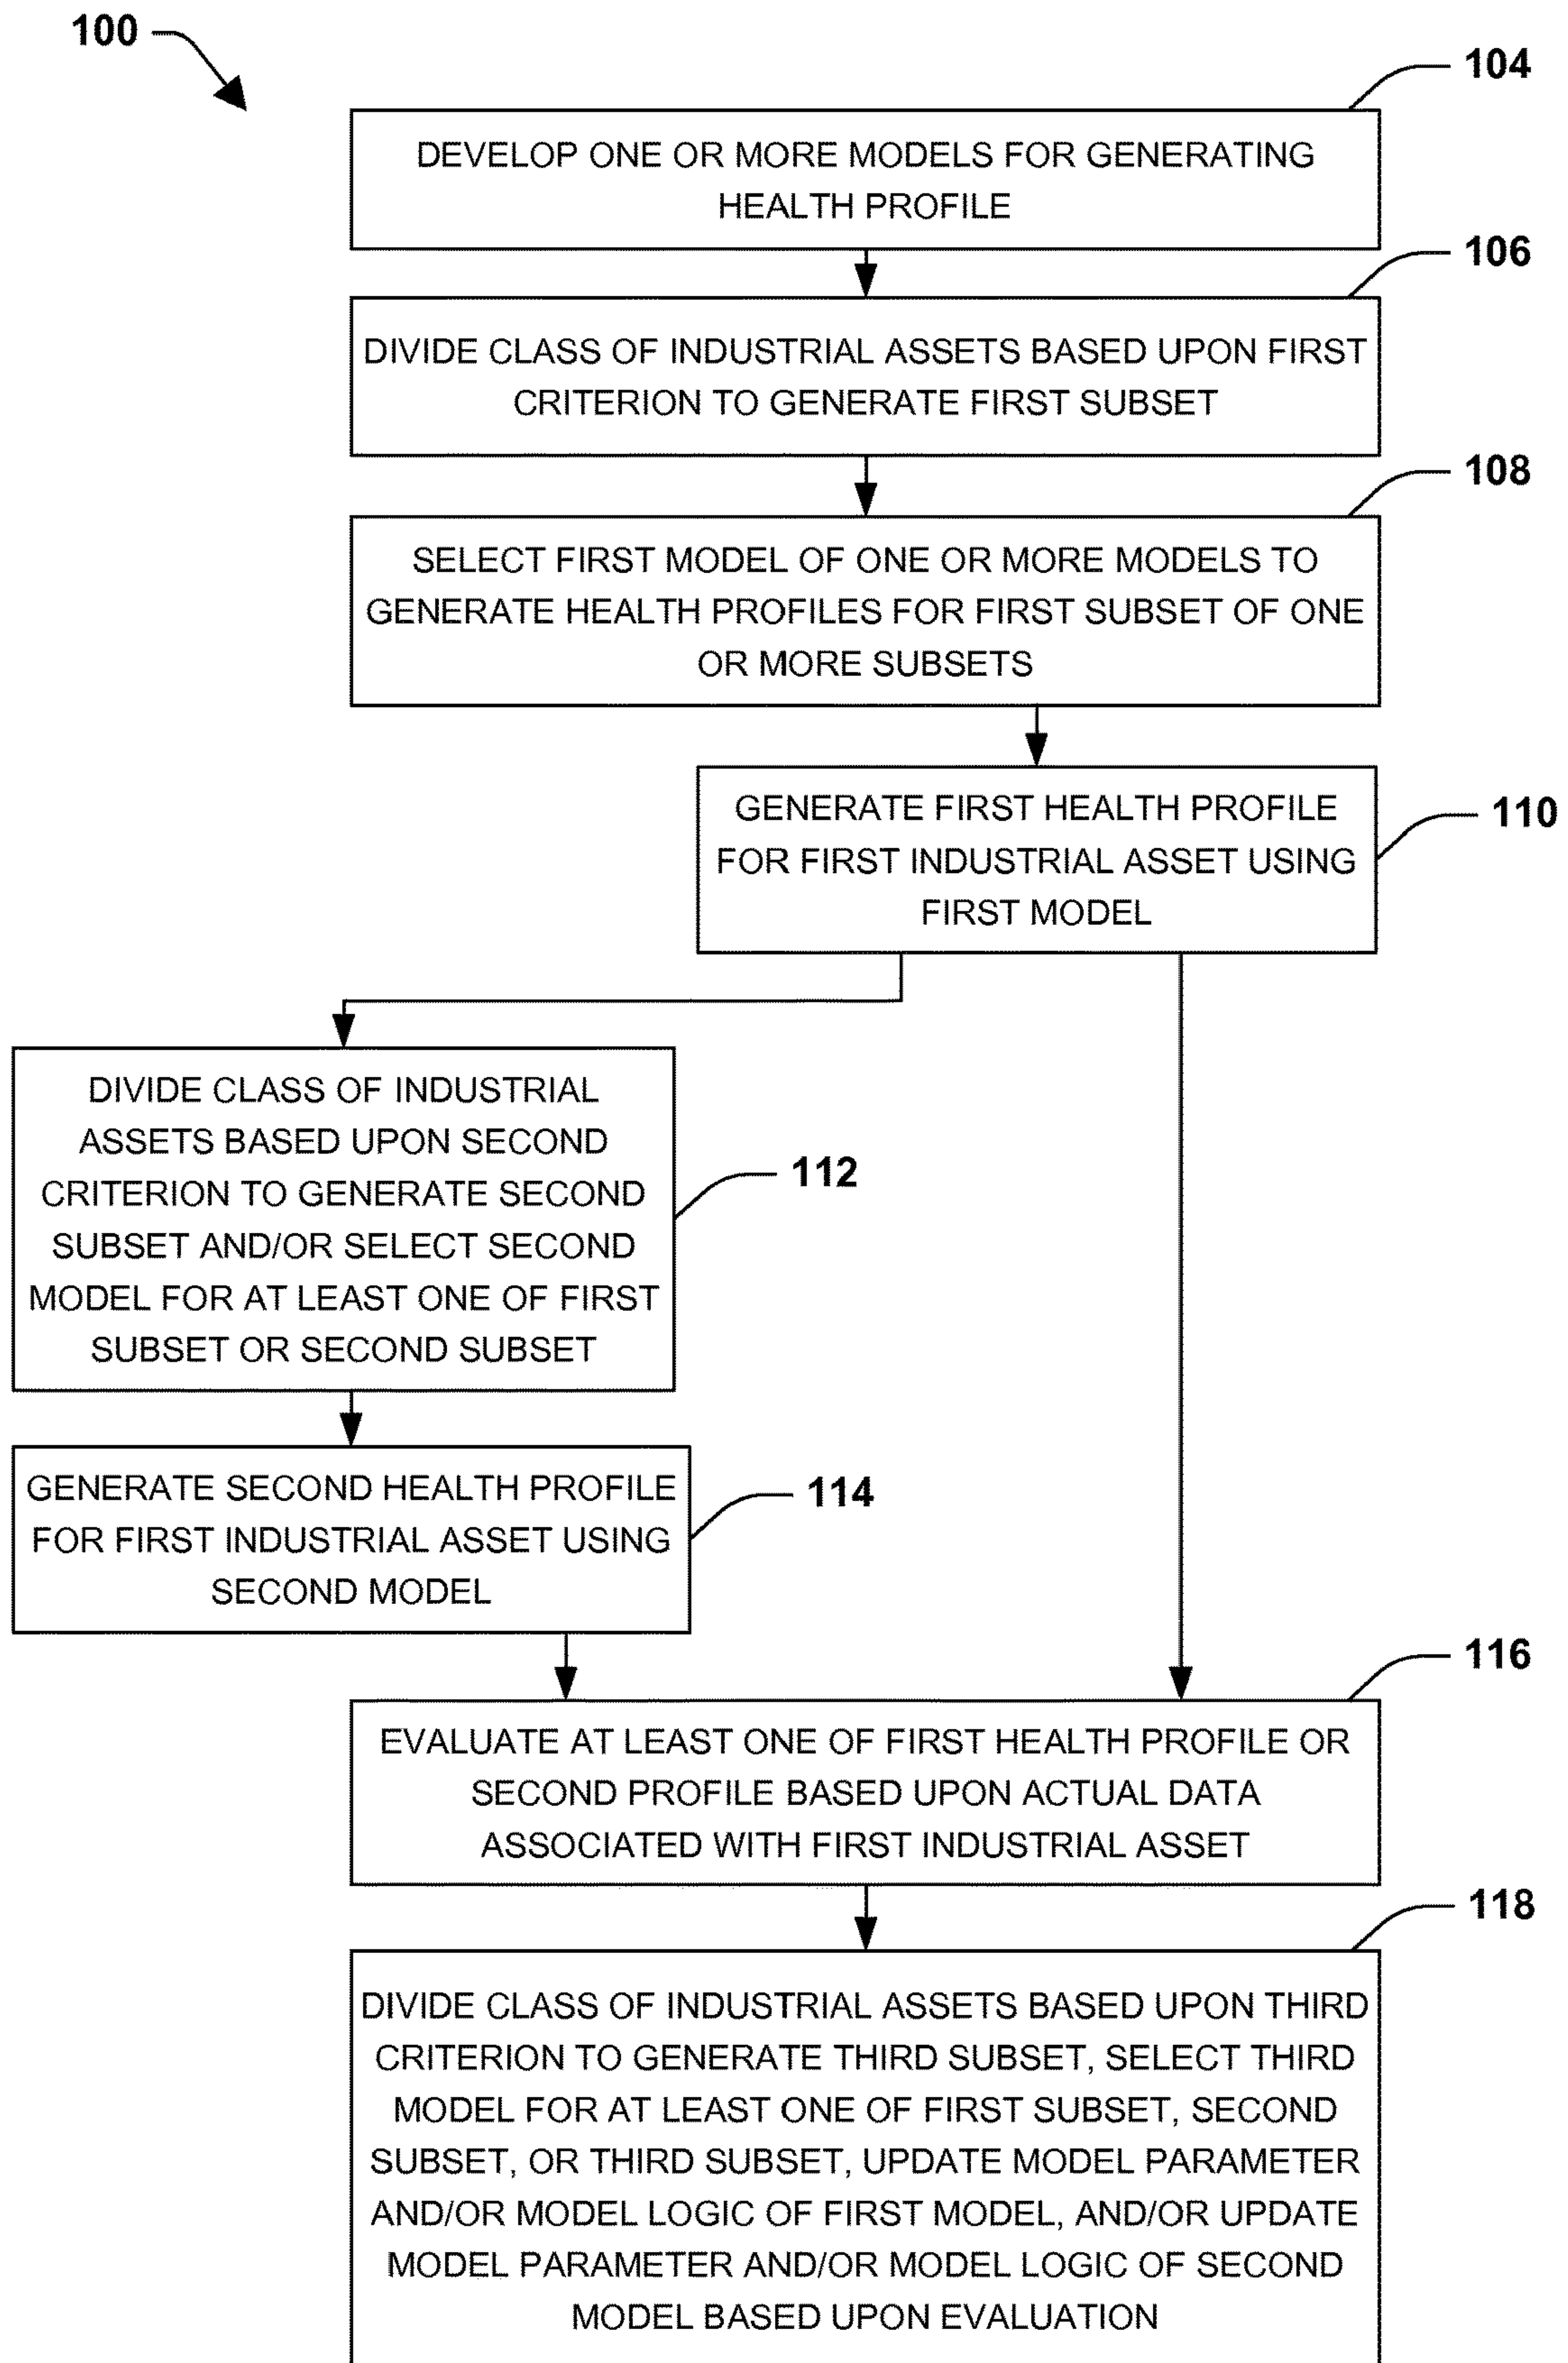 100
104
DEVELOP ONE OR MORE MODELS FOR GENERATING
HEALTH PROFILE
106
DIVIDE CLASS OF INDUSTRIAL ASSETS BASED UPON FIRST
CRITERION TO GENERATE FIRST SUBSET
108
SELECT FIRST MODEL OF ONE OR MORE MODELS TO
GENERATE HEALTH PROFILES FOR FIRST SUBSET OF ONE
OR MORE SUBSETS
110
GENERATE FIRST HEALTH PROFILE
FOR FIRST INDUSTRIAL ASSET USING
FIRST MODEL
112
DIVIDE CLASS OF INDUSTRIAL
ASSETS BASED UPON SECOND
CRITERION TO GENERATE SECOND
SUBSET AND/OR SELECT SECOND
MODEL FOR AT LEAST ONE OF FIRST
SUBSET OR SECOND SUBSET
114
GENERATE SECOND HEALTH PROFILE
FOR FIRST INDUSTRIAL ASSET USING
SECOND MODEL
116
EVALUATE AT LEAST ONE OF FIRST HEALTH PROFILE OR
SECOND PROFILE BASED UPON ACTUAL DATA
ASSOCIATED WITH FIRST INDUSTRIAL ASSET
118
DIVIDE CLASS OF INDUSTRIAL ASSETS BASED UPON THIRD
CRITERION TO GENERATE THIRD SUBSET, SELECT THIRD
MODEL FOR AT LEAST ONE OF FIRST SUBSET, SECOND
SUBSET, OR THIRD SUBSET, UPDATE MODEL PARAMETER
AND/OR MODEL LOGIC OF FIRST MODEL, AND/OR UPDATE
MODEL PARAMETER AND/OR MODEL LOGIC OF SECOND
MODEL BASED UPON EVALUATION